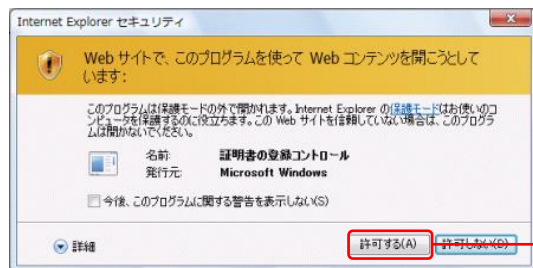 Internet Explorer セキュリティ
Web サイトで、このプログラムを使って Web コンテンツを開こうとして
います:
このプログラムは保護モードの外で開かれます。Internet Explorer の保護モードはお使いのコ
ンピュータを保護するのに役立ちます。この Web サイトを信頼していない場合は、このプログラ
ムは開かないでください。
名前: 証明書の登録コントロール
発行元: Microsoft Windows
今後、このプログラムに関する警告を表示しない(S)
詳細 許可する(A) 許可しない(D)